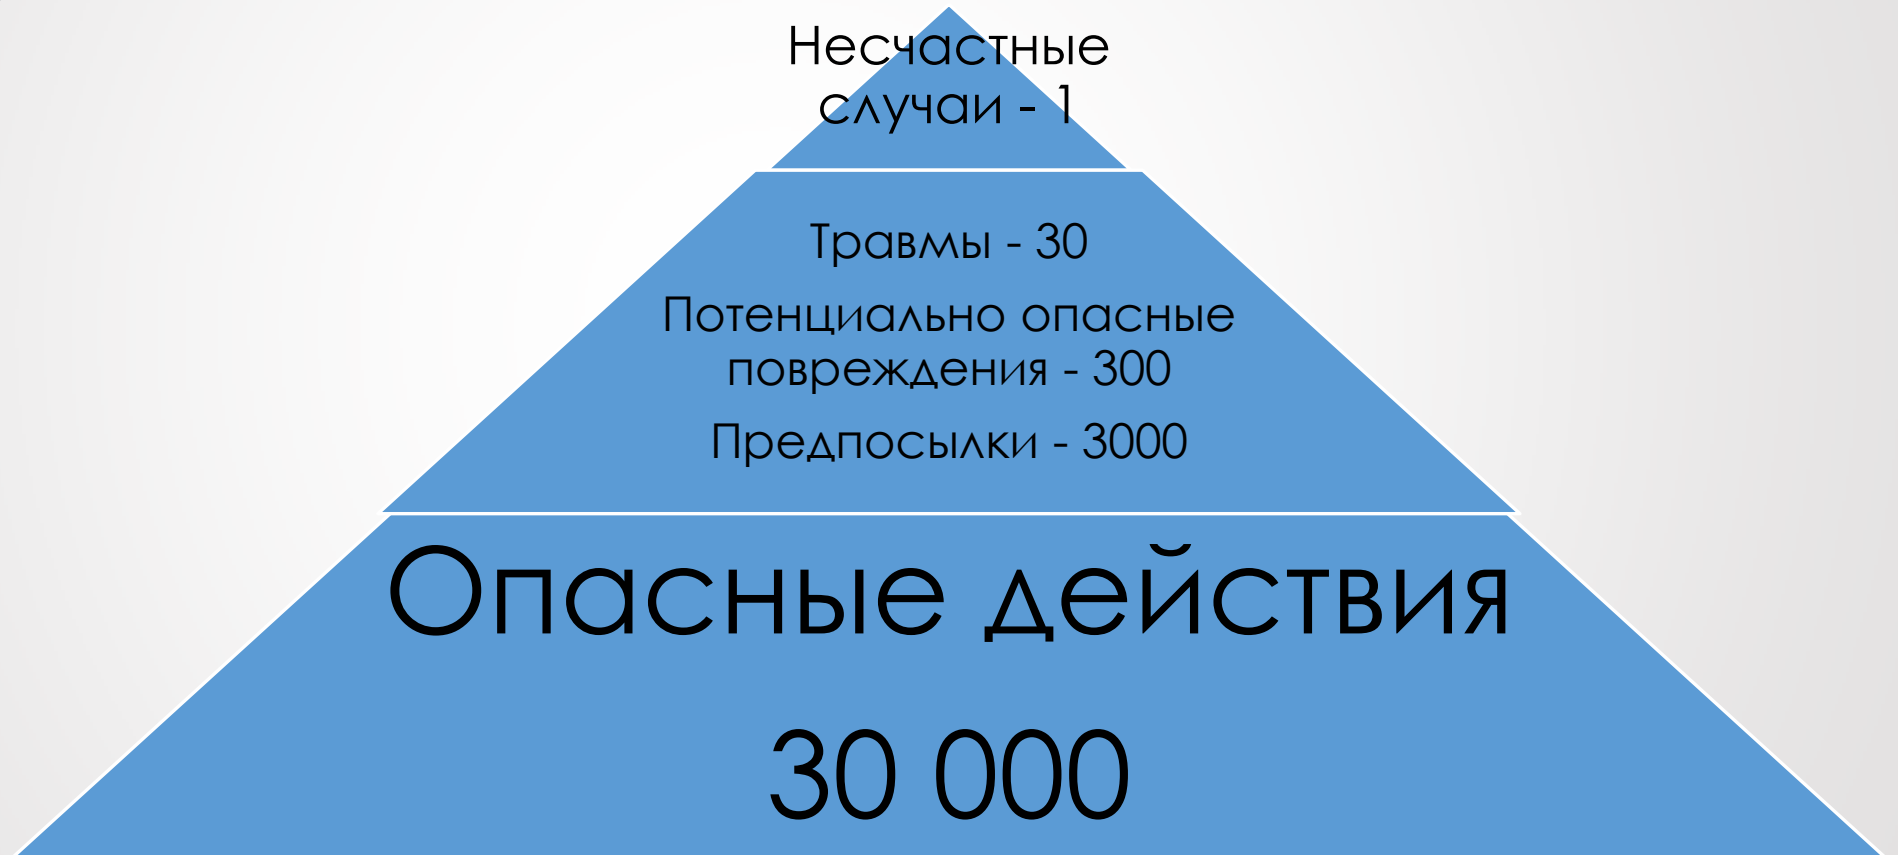 Несчастные
случаи - 1
Травмы - 30
Потенциально опасные
повреждения - 300
Предпосылки - 3000
Опасные действия
30 000